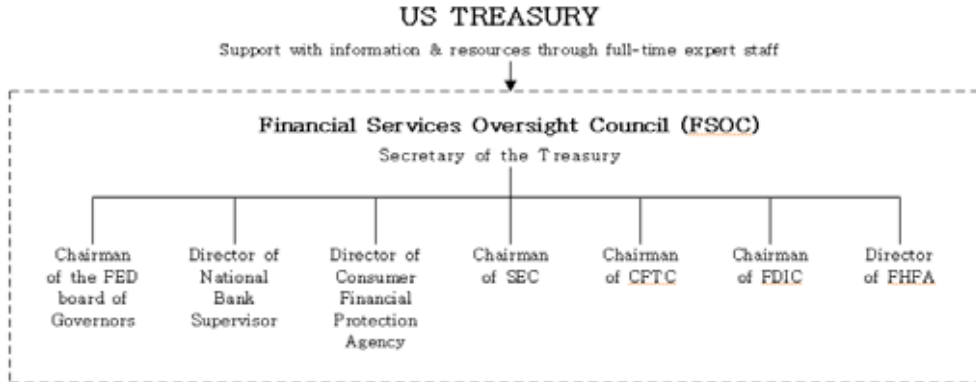 US TREASURY
Support with information & resources through full-time expert staff
Financial Services Oversight Council (FSOC)
Secretary of the Treasury
Chairman
of the FED
board of
Governors
Director of
National
Bank
Supervisor
Director of
Consumer
Financial
Protection
Agency
Chairman
of SEC
Chairman
of CFTC
Chairman
of FDIC
Director
of FHFA